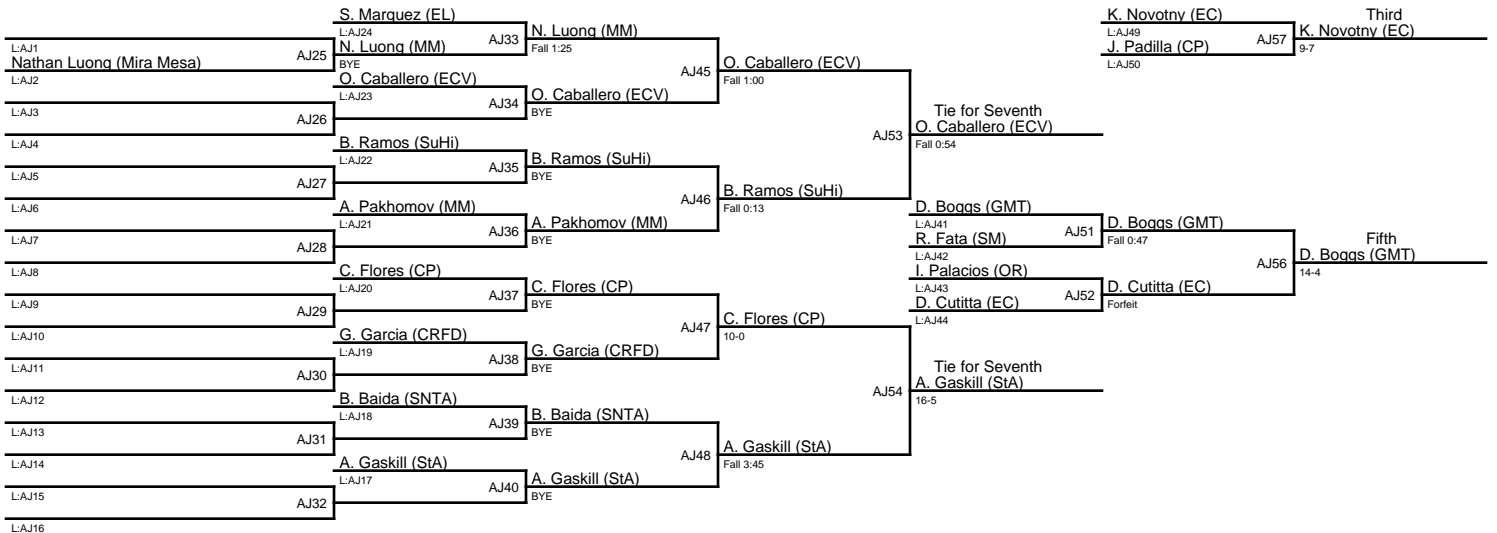 L:AJ1
Nathan Luong (Mira Mesa)
L:AJ2
AJ25
L:AJ3
L:AJ4
AJ26
L:AJ5
L:AJ6
AJ27
L:AJ7
L:AJ8
AJ28
L:AJ9
L:AJ10
AJ29
L:AJ11
L:AJ12
AJ30
L:AJ13
L:AJ14
AJ31
L:AJ15
L:AJ16
AJ32
S. Marquez (EL)
L:AJ24
N. Luong (MM)
BYE
AJ33
O. Caballero (ECV)
L:AJ23
AJ34
B. Ramos (SuHi)
L:AJ22
AJ35
A. Pakhomov (MM)
L:AJ21
AJ36
C. Flores (CP)
L:AJ20
AJ37
G. Garcia (CRFD)
L:AJ19
AJ38
B. Baida (SNTA)
L:AJ18
AJ39
A. Gaskill (StA)
L:AJ17
AJ40
N. Luong (MM)
Fall 1:25
O. Caballero (ECV)
BYE
AJ45
B. Ramos (SuHi)
BYE
A. Pakhomov (MM)
BYE
AJ46
C. Flores (CP)
BYE
G. Garcia (CRFD)
BYE
AJ47
B. Baida (SNTA)
BYE
A. Gaskill (StA)
BYE
AJ48
O. Caballero (ECV)
Fall 1:00
B. Ramos (SuHi)
Fall 0:13
AJ53
C. Flores (CP)
10-0
A. Gaskill (StA)
Fall 3:45
AJ54
Tie for Seventh
O. Caballero (ECV)
Fall 0:54
Tie for Seventh
A. Gaskill (StA)
16-5
D. Boggs (GMT)
L:AJ41
R. Fata (SM)
L:AJ42
AJ51
I. Palacios (OR)
L:AJ43
D. Cutitta (EC)
L:AJ44
AJ52
D. Boggs (GMT)
Fall 0:47
D. Cutitta (EC)
Forfeit
AJ56
Fifth
D. Boggs (GMT)
14-4
K. Novotny (EC)
L:AJ49
J. Padilla (CP)
L:AJ50
AJ57
Third
K. Novotny (EC)
9-7